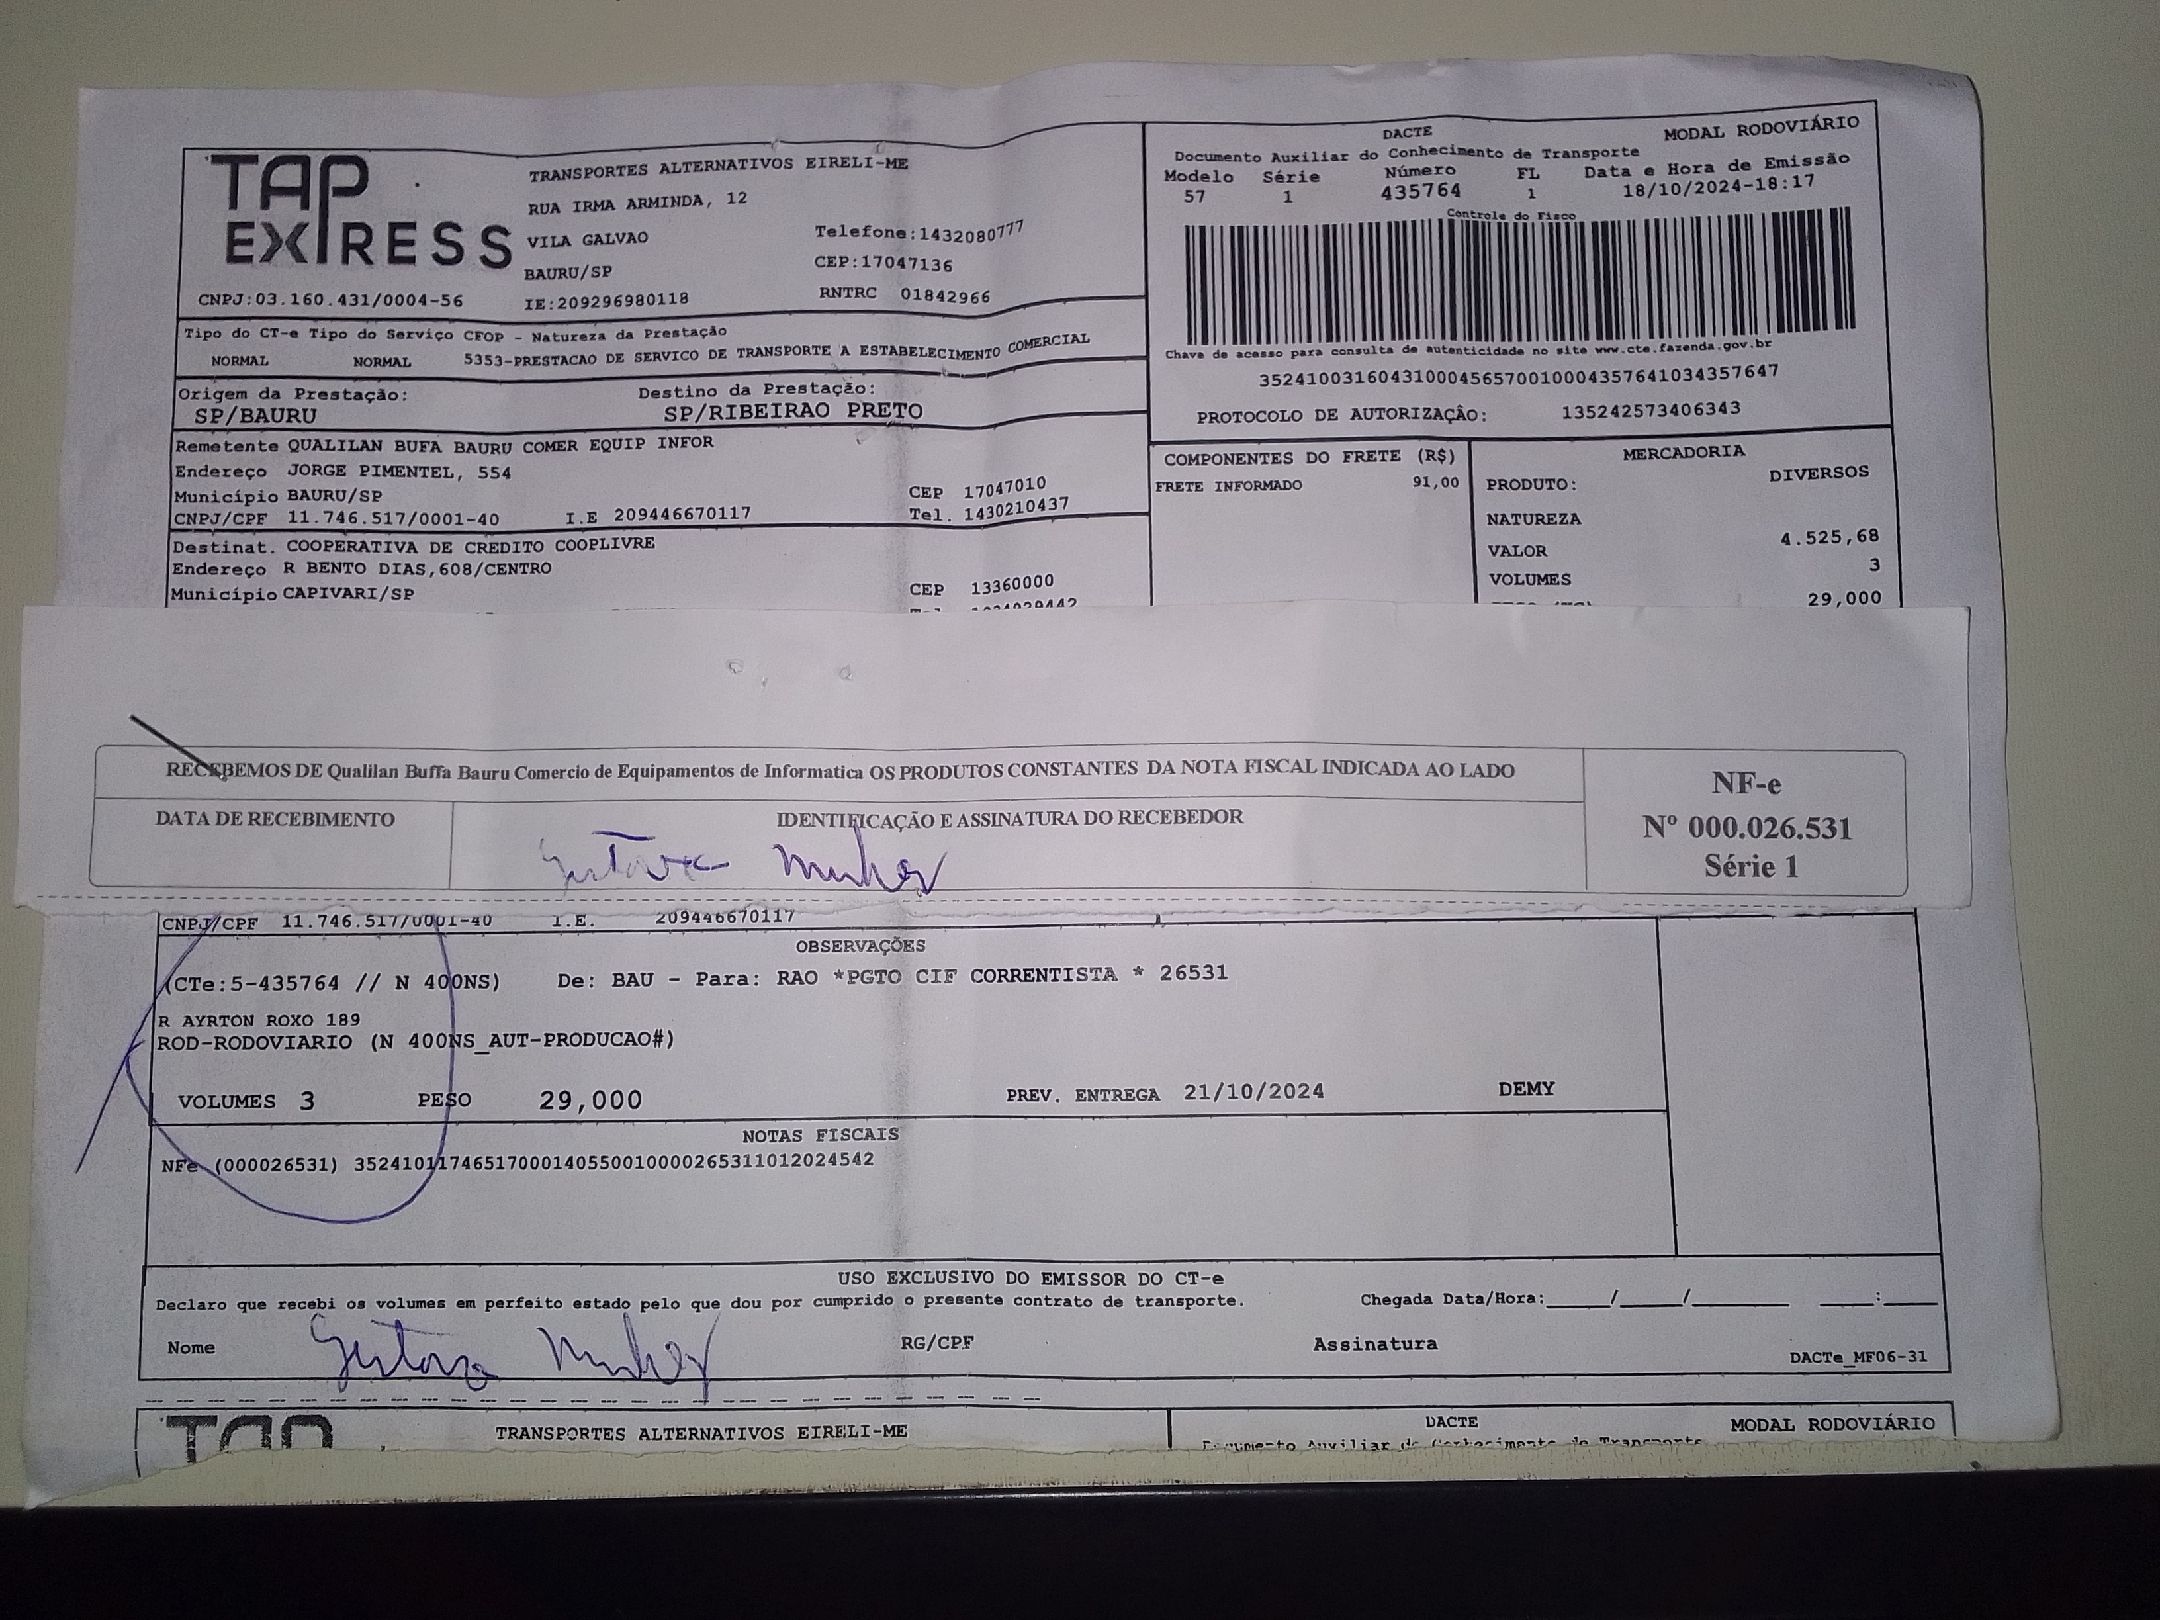 TAP EXPRESS
TRANSPORTES ALTERNATIVOS EIRELI-ME
RUA IRMA ARMINDA, 12
VILA GALVAO Telefone:1432080777
BAURU/SP CEP:17047136
CNPJ:03.160.431/0004-56 IE:209296980118 RNTRC 01842966
DACTE MODAL RODOVIÁRIO
Documento Auxiliar do Conhecimento de Transporte
Modelo Série Número FL Data e Hora de Emissão
57 1 435764 1 18/10/2024-18:17
Controle do Fisco
Chave de acesso para consulta de autenticidade no site www.cte.fazenda.gov.br
35241003160431000456570010004357641034357647
PROTOCOLO DE AUTORIZAÇÃO: 135242573406343
Tipo do CT-e Tipo do Serviço CFOP - Natureza da Prestação
NORMAL NORMAL 5353-PRESTACAO DE SERVICO DE TRANSPORTE A ESTABELECIMENTO COMERCIAL
Origem da Prestação: Destino da Prestação:
SP/BAURU SP/RIBEIRAO PRETO
Remetente QUALILAN BUFA BAURU COMER EQUIP INFOR
Endereço JORGE PIMENTEL, 554
Município BAURU/SP CEP 17047010
CNPJ/CPF 11.746.517/0001-40 I.E 209446670117 Tel. 1430210437
Destinat. COOPERATIVA DE CREDITO COOPLIVRE
Endereço R BENTO DIAS,608/CENTRO
Município CAPIVARI/SP CEP 13360000
COMPONENTES DO FRETE (R$)
FRETE INFORMADO 91,00
MERCADORIA
PRODUTO: DIVERSOS
NATUREZA
VALOR 4.525,68
VOLUMES 3
29,000
RECEBEMOS DE Qualilan Buffa Bauru Comercio de Equipamentos de Informatica OS PRODUTOS CONSTANTES DA NOTA FISCAL INDICADA AO LADO
DATA DE RECEBIMENTO IDENTIFICAÇÃO E ASSINATURA DO RECEBEDOR
NF-e
Nº 000.026.531
Série 1
CNPJ/CPF 11.746.517/0001-40 I.E. 209446670117
OBSERVAÇÕES
(CTe:5-435764 // N 400NS) De: BAU - Para: RAO *PGTO CIF CORRENTISTA * 26531
R AYRTON ROXO 189
ROD-RODOVIARIO (N 400NS_AUT-PRODUCAO#)
VOLUMES 3 PESO 29,000 PREV. ENTREGA 21/10/2024 DEMY
NOTAS FISCAIS
NFe (000026531) 35241011746517000140550010000265311012024542
USO EXCLUSIVO DO EMISSOR DO CT-e
Declaro que recebi os volumes em perfeito estado pelo que dou por cumprido o presente contrato de transporte. Chegada Data/Hora:_____/_____/________ ____:_____
Nome RG/CPF Assinatura
DACTe_MF06-31
TRANSPORTES ALTERNATIVOS EIRELI-ME
DACTE MODAL RODOVIÁRIO